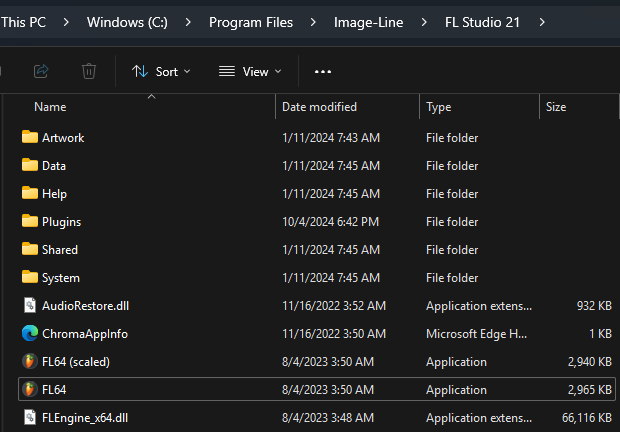 This PC > Windows (C:) > Program Files > Image-Line > FL Studio 21 >
Sort View ...
Name Date modified Type Size
Artwork 1/11/2024 7:43 AM File folder
Data 1/11/2024 7:45 AM File folder
Help 1/11/2024 7:45 AM File folder
Plugins 10/4/2024 6:42 PM File folder
Shared 1/11/2024 7:45 AM File folder
System 1/11/2024 7:45 AM File folder
AudioRestore.dll 11/16/2022 3:52 AM Application extens... 932 KB
ChromaAppInfo 11/16/2022 3:50 AM Microsoft Edge H... 1 KB
FL64 (scaled) 8/4/2023 3:50 AM Application 2,940 KB
FL64 8/4/2023 3:50 AM Application 2,965 KB
FLEngine_x64.dll 8/4/2023 3:48 AM Application extens... 66,116 KB